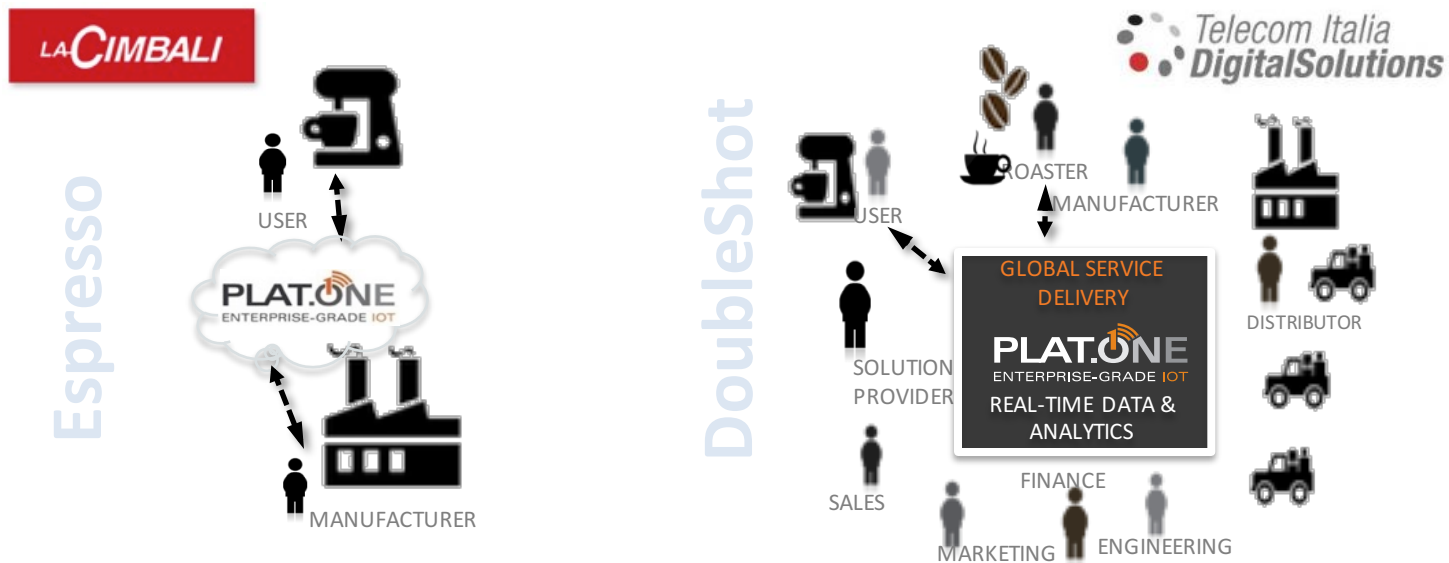 LACIMBALI
Espresso
USER
PLAT.ONE
ENTERPRISE-GRADE IOT
MANUFACTURER
Telecom Italia
DigitalSolutions
DoubleShot
USER
ROASTER
MANUFACTURER
DISTRIBUTOR
SOLUTION
PROVIDER
GLOBAL SERVICE
DELIVERY
PLAT.ONE
ENTERPRISE-GRADE IOT
REAL-TIME DATA &
ANALYTICS
SALES
FINANCE
MARKETING
ENGINEERING